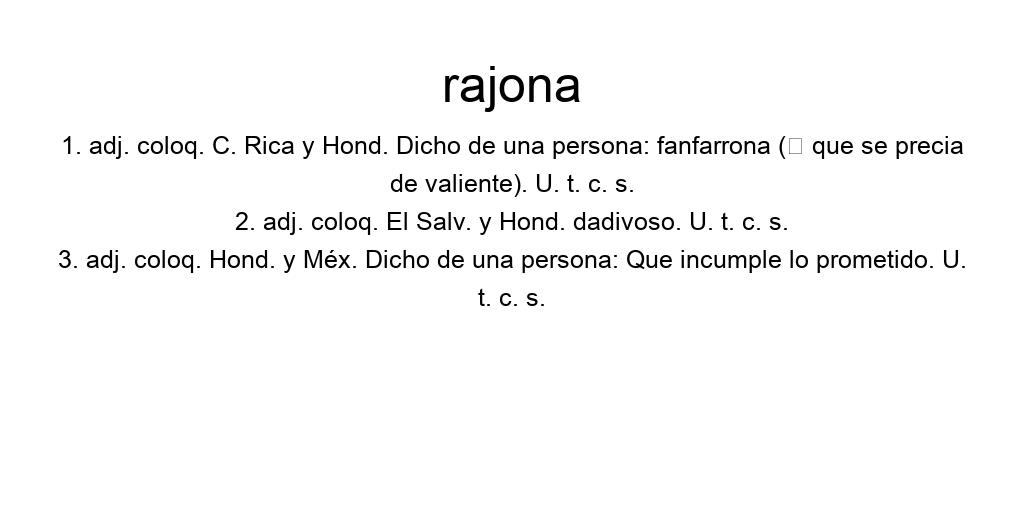 rajona
1. adj. coloq. C. Rica y Hond. Dicho de una persona: fanfarrona (□ que se precia
de valiente). U. t. c. s.
2. adj. coloq. El Salv. y Hond. dadivoso. U. t. c. s.
3. adj. coloq. Hond. y Méx. Dicho de una persona: Que incumple lo prometido. U.
t. c. s.